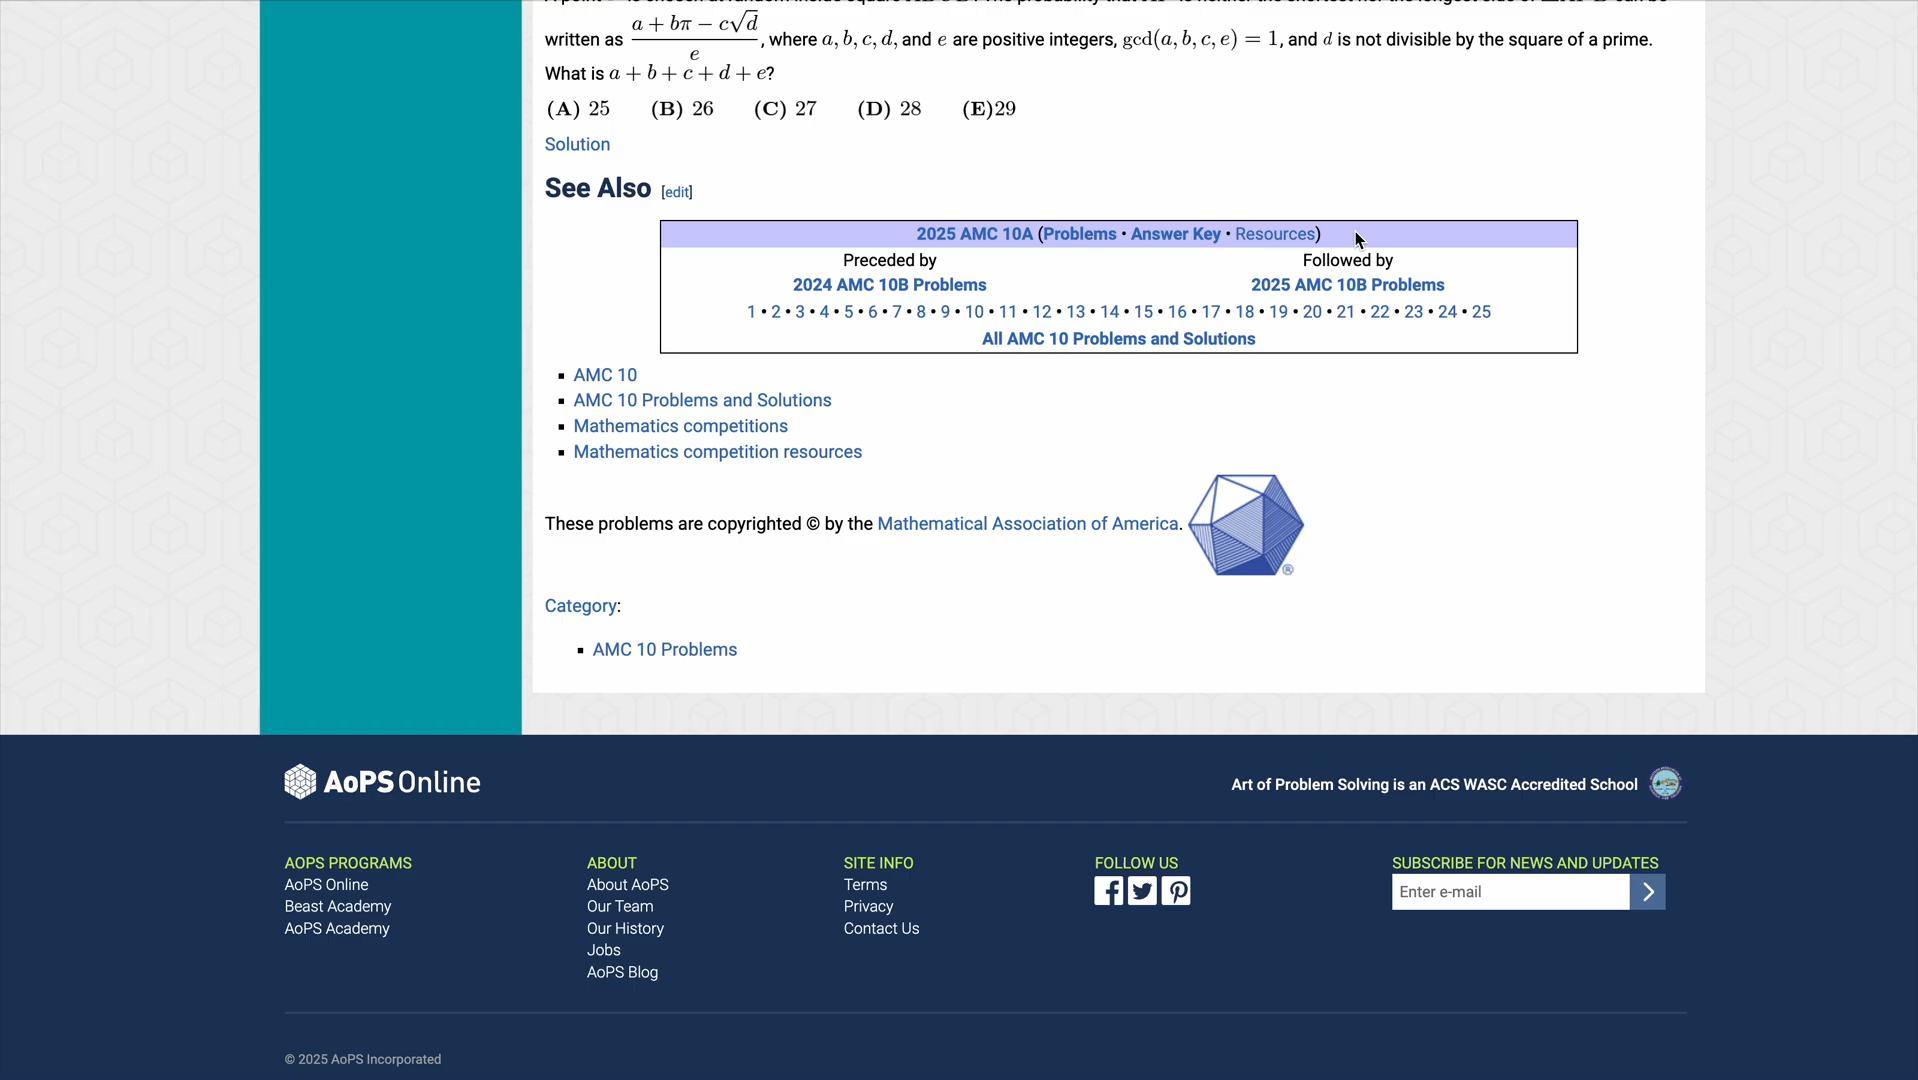 written as \frac{a + b\pi - c\sqrt{d}}{e}, where a, b, c, d, and e are positive integers, gcd(a, b, c, e) = 1, and d is not divisible by the square of a prime.
What is a + b + c + d + e?
(A) 25 (B) 26 (C) 27 (D) 28 (E)29
Solution
See Also [edit]
2025 AMC 10A (Problems • Answer Key • Resources)
Preceded by Followed by
2024 AMC 10B Problems 2025 AMC 10B Problems
1 • 2 • 3 • 4 • 5 • 6 • 7 • 8 • 9 • 10 • 11 • 12 • 13 • 14 • 15 • 16 • 17 • 18 • 19 • 20 • 21 • 22 • 23 • 24 • 25
All AMC 10 Problems and Solutions
▪ AMC 10
▪ AMC 10 Problems and Solutions
▪ Mathematics competitions
▪ Mathematics competition resources
These problems are copyrighted © by the Mathematical Association of America.
®
Category:
▪ AMC 10 Problems
AoPS Online
Art of Problem Solving is an ACS WASC Accredited School
AOPS PROGRAMS
AoPS Online
Beast Academy
AoPS Academy
ABOUT
About AoPS
Our Team
Our History
Jobs
AoPS Blog
SITE INFO
Terms
Privacy
Contact Us
FOLLOW US
SUBSCRIBE FOR NEWS AND UPDATES
Enter e-mail
© 2025 AoPS Incorporated